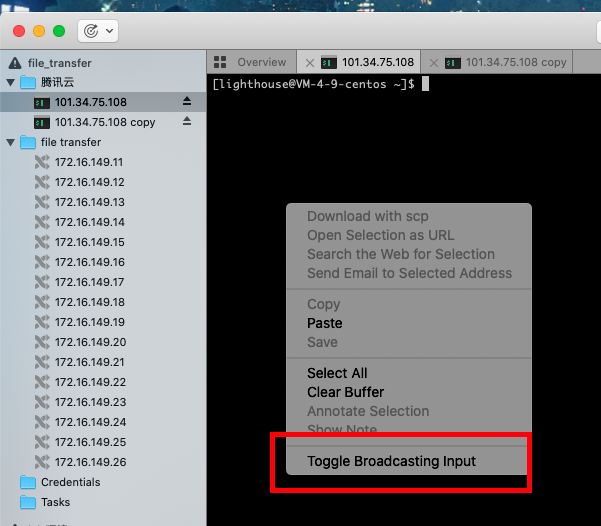 file_transfer
腾讯云
101.34.75.108
101.34.75.108 copy
file transfer
172.16.149.11
172.16.149.12
172.16.149.13
172.16.149.14
172.16.149.15
172.16.149.16
172.16.149.17
172.16.149.18
172.16.149.19
172.16.149.20
172.16.149.21
172.16.149.22
172.16.149.23
172.16.149.24
172.16.149.25
172.16.149.26
Credentials
Tasks
Overview
101.34.75.108
101.34.75.108 copy
[lighthouse@VM-4-9-centos ~]$
Download with scp
Open Selection as URL
Search the Web for Selection
Send Email to Selected Address
Copy
Paste
Save
Select All
Clear Buffer
Annotate Selection
Show Note
Toggle Broadcasting Input